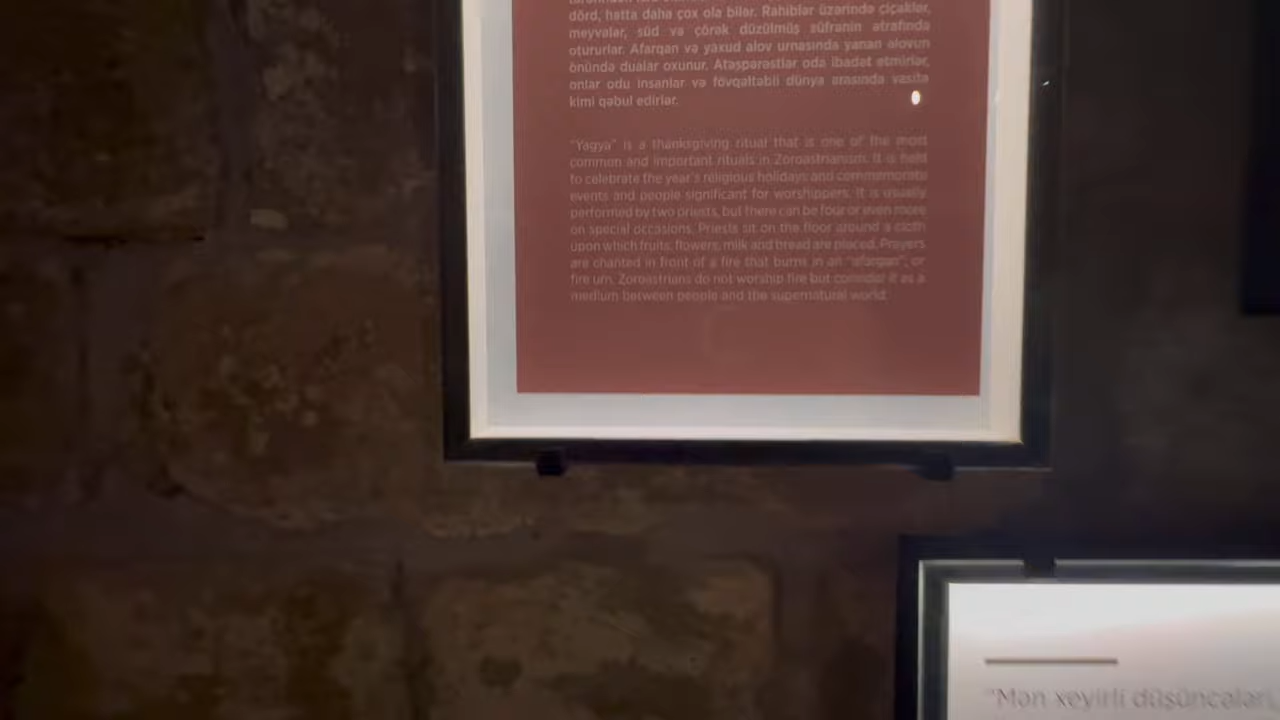 dörd, hatta daha çox ola bilər. Rahiblər üzərində çiçəklər,
meyvələr, süd və çörək düzülmüş süfrənin ətrafında
otururlar. Afarqan və yaxud alov urnasında yanan alovun
önündə dualar oxunur. Atəşpərəstlər oda ibadət etmirlər,
onlar odu insanlar və fövqəltəbii dünya arasında vasitə
kimi qəbul edirlər.
"Yagya" is a thanksgiving ritual that is one of the most
common and important rituals in Zoroastrianism. It is held
to celebrate the year's religious holidays and commemorate
events and people significant for worshippers. It is usually
performed by two priests, but there can be four or even more
on special occasions. Priests sit on the floor around a cloth
upon which fruits, flowers, milk and bread are placed. Prayers
are chanted in front of a fire that burns in an "afargan", or
fire urn. Zoroastrians do not worship fire but consider it as a
medium between people and the supernatural world.
"Mən xeyirli düşüncələri,